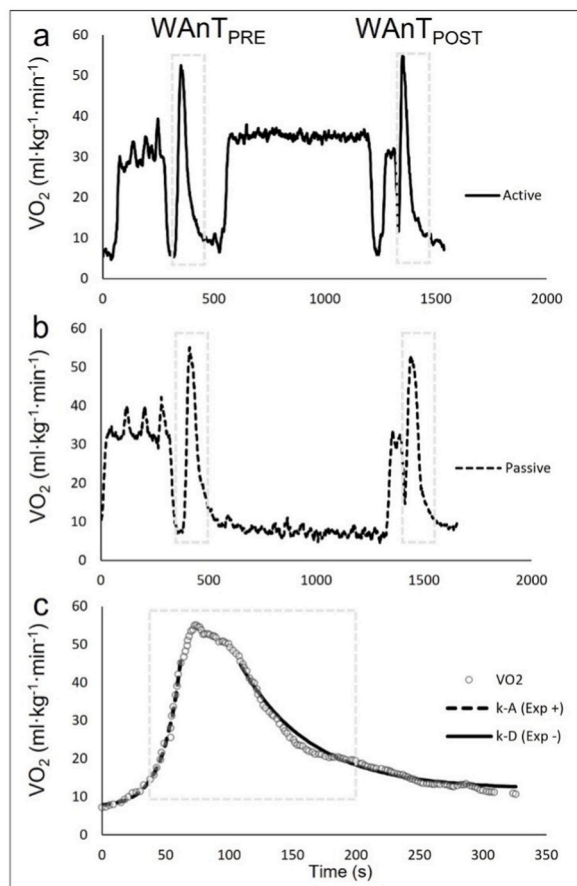 WAnTPRE WAnTPOST
a
60
50
40
30
20
10
0
VO2 (ml·kg-1·min-1)
Active
0 500 1000 1500 2000
b
60
50
40
30
20
10
0
VO2 (ml·kg-1·min-1)
Passive
0 500 1000 1500 2000
c
60
50
40
30
20
10
0
VO2 (ml·kg-1·min-1)
VO2
k-A (Exp +)
k-D (Exp -)
0 50 100 150 200 250 300 350
Time (s)